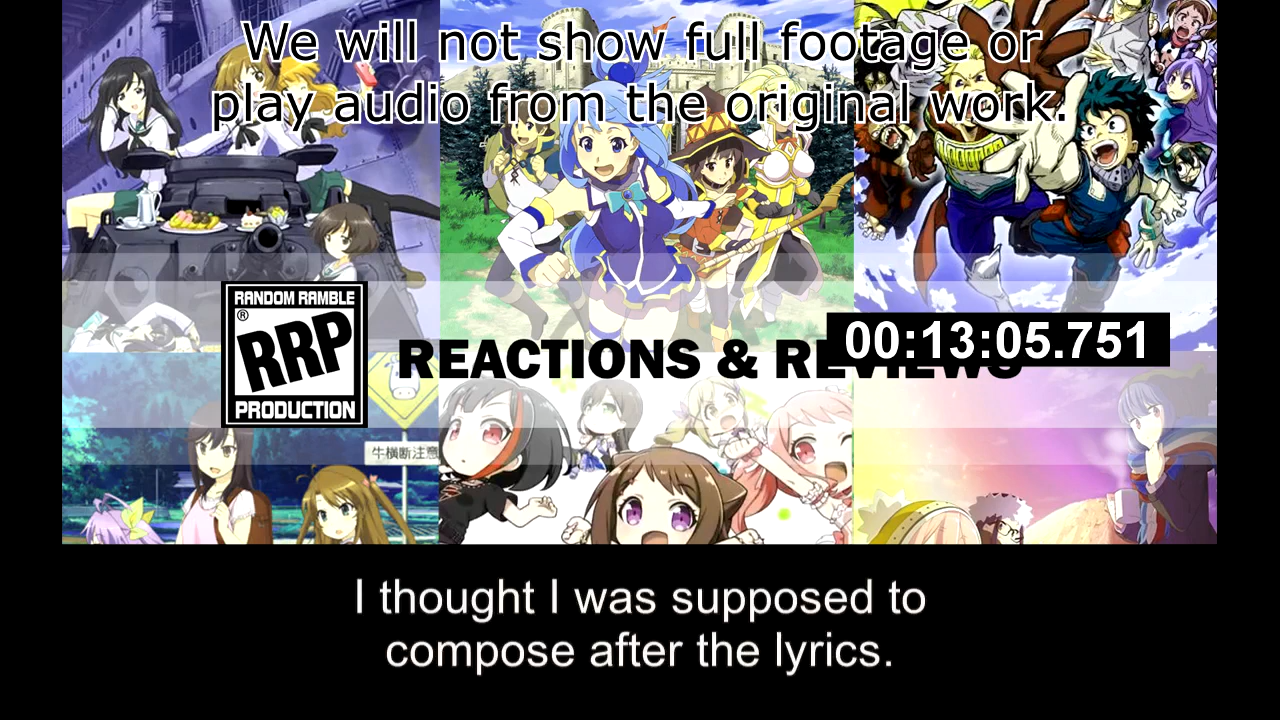 We will not show full footage or
play audio from the original work.
RANDOM RAMBLE
®
RRP
PRODUCTION
REACTIONS & REVIEWS
00:13:05.751
牛横断注意
I thought I was supposed to
compose after the lyrics.